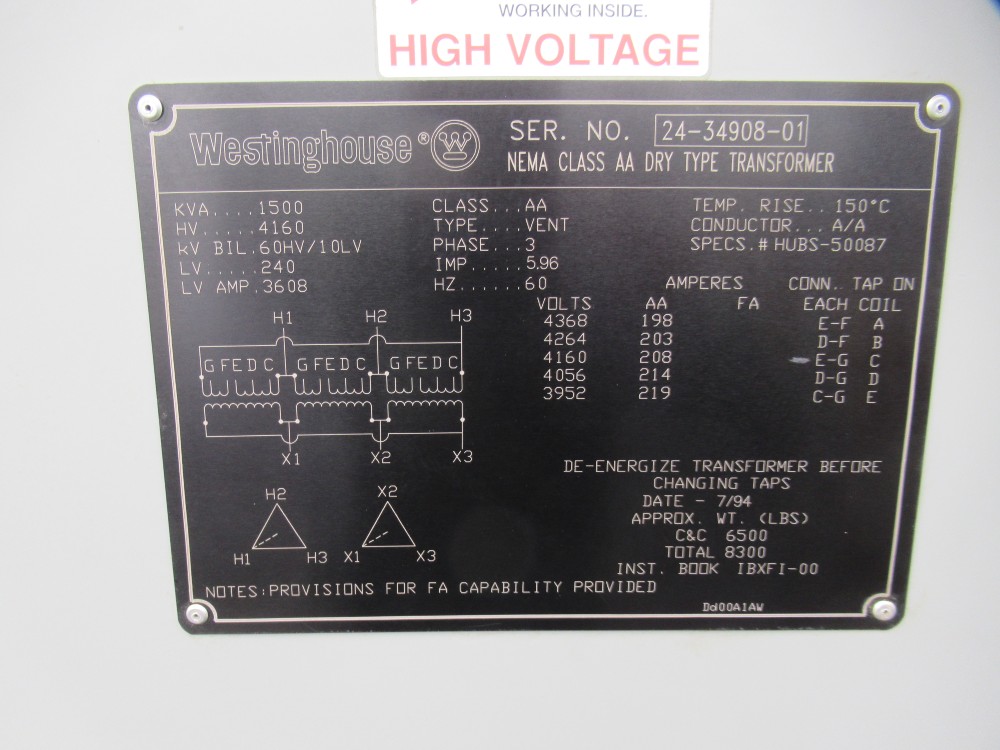 WORKING INSIDE.
HIGH VOLTAGE
Westinghouse® W
SER. NO. 24-34908-01
NEMA CLASS AA DRY TYPE TRANSFORMER
KVA....1500 CLASS...AA TEMP. RISE.. 150°C
HV.....4160 TYPE....VENT CONDUCTOR... A/A
kV BIL.60HV/10LV PHASE...3 SPECS.# HUBS-50087
LV.....240 IMP.....5.96
LV AMP.3608 HZ......60
AMPERES CONN.. TAP ON
VOLTS AA FA EACH COIL
4368 198 E-F A
4264 203 D-F B
4160 208 E-G C
4056 214 D-G D
3952 219 C-G E
H1 H2 H3
G F E D C G F E D C G F E D C
X1 X2 X3
DE-ENERGIZE TRANSFORMER BEFORE
CHANGING TAPS
DATE - 7/94
APPROX. WT. (LBS)
C&C 6500
TOTAL 8300
INST. BOOK IBXFI-00
H2 X2
H1 H3 X1 X3
NOTES:PROVISIONS FOR FA CAPABILITY PROVIDED
Dd00A1AW